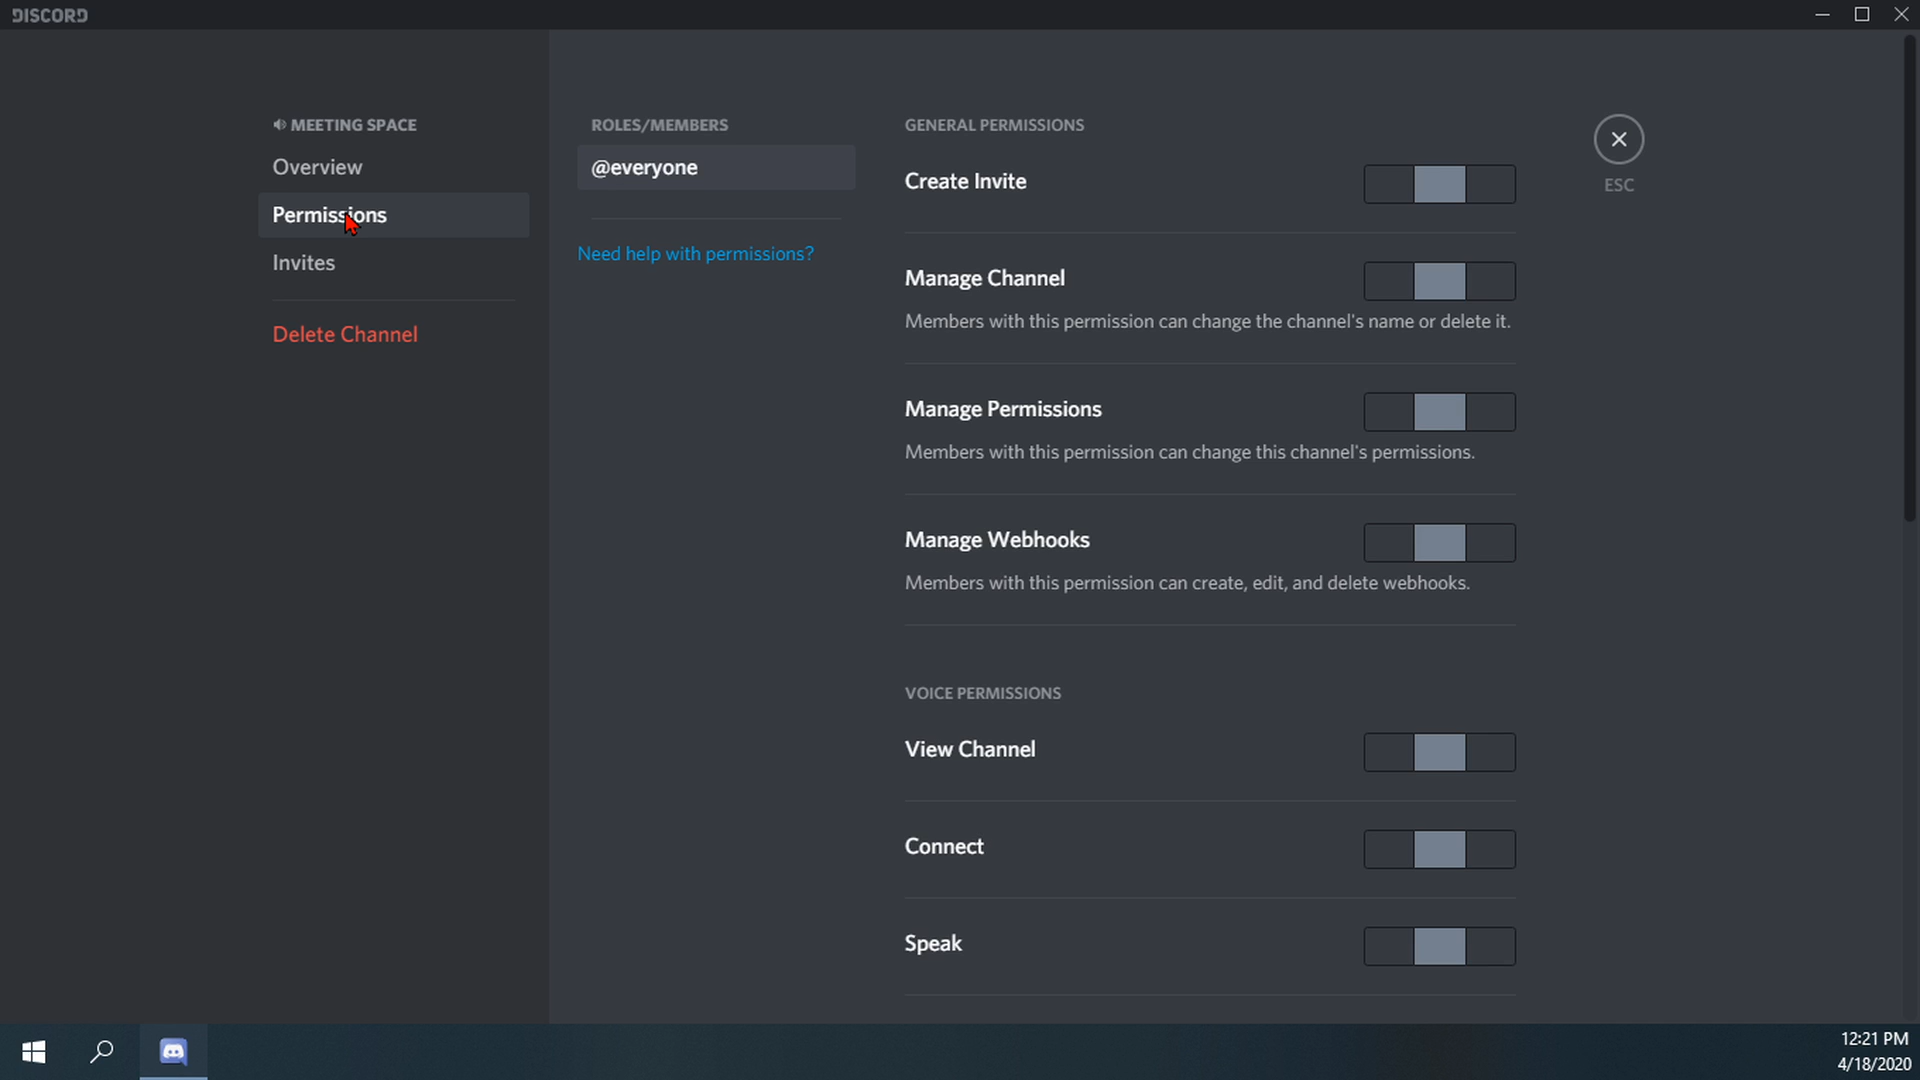 DISCORD
MEETING SPACE
Overview
Permissions
Invites
Delete Channel
ROLES/MEMBERS
@everyone
Need help with permissions?
GENERAL PERMISSIONS
Create Invite
Manage Channel
Members with this permission can change the channel's name or delete it.
Manage Permissions
Members with this permission can change this channel's permissions.
Manage Webhooks
Members with this permission can create, edit, and delete webhooks.
VOICE PERMISSIONS
View Channel
Connect
Speak
ESC
12:21 PM
4/18/2020